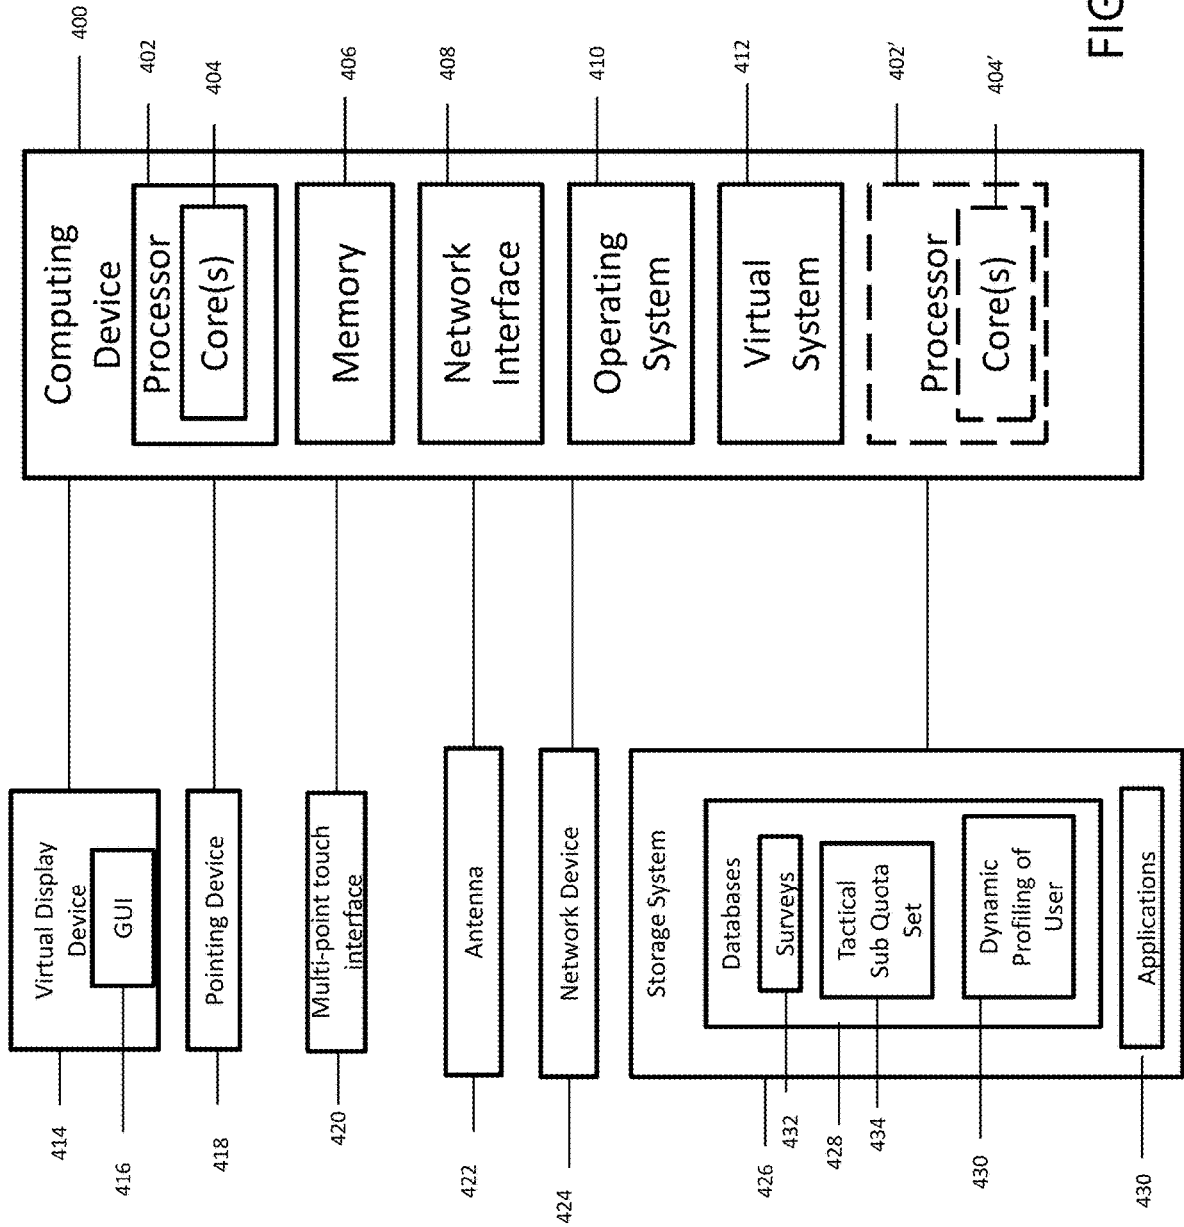 400
402
404
406
408
410
412
402′
404′
Computing
Device
Processor
Core(s)
Memory
Network
Interface
Operating
System
Virtual
System
Processor
Core(s)
Virtual Display
Device
GUI
Pointing Device
Multi-point touch
interface
Antenna
Network Device
Storage System
Databases
Surveys
Tactical
Sub Quota
Set
Dynamic
Profiling of
User
Applications
414
416
418
420
422
424
426
432
428
434
430
430
FIG